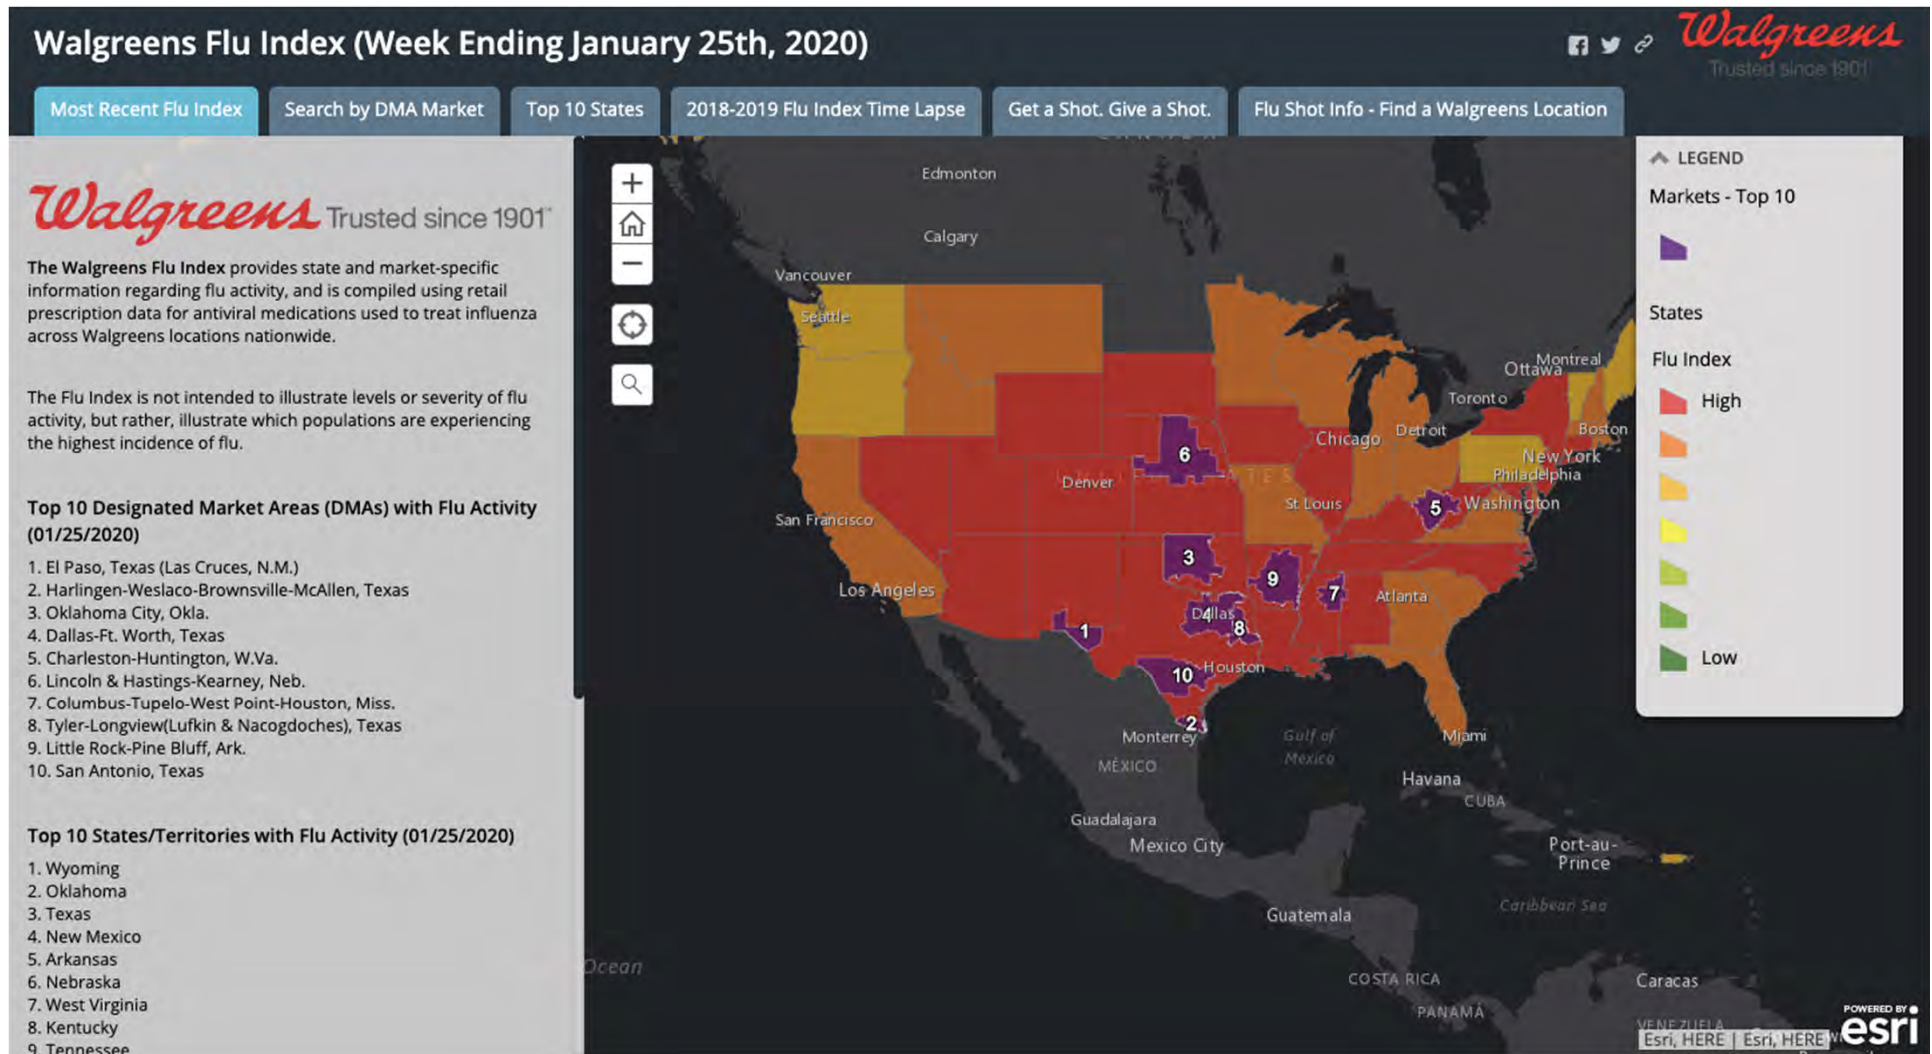 Walgreens Flu Index (Week Ending January 25th, 2020)
Walgreens
Trusted since 1901
Most Recent Flu Index
Search by DMA Market
Top 10 States
2018-2019 Flu Index Time Lapse
Get a Shot. Give a Shot.
Flu Shot Info - Find a Walgreens Location
Walgreens Trusted since 1901
The Walgreens Flu Index provides state and market-specific
information regarding flu activity, and is compiled using retail
prescription data for antiviral medications used to treat influenza
across Walgreens locations nationwide.
The Flu Index is not intended to illustrate levels or severity of flu
activity, but rather, illustrate which populations are experiencing
the highest incidence of flu.
Top 10 Designated Market Areas (DMAs) with Flu Activity
(01/25/2020)
1. El Paso, Texas (Las Cruces, N.M.)
2. Harlingen-Weslaco-Brownsville-McAllen, Texas
3. Oklahoma City, Okla.
4. Dallas-Ft. Worth, Texas
5. Charleston-Huntington, W.Va.
6. Lincoln & Hastings-Kearney, Neb.
7. Columbus-Tupelo-West Point-Houston, Miss.
8. Tyler-Longview(Lufkin & Nacogdoches), Texas
9. Little Rock-Pine Bluff, Ark.
10. San Antonio, Texas
Top 10 States/Territories with Flu Activity (01/25/2020)
1. Wyoming
2. Oklahoma
3. Texas
4. New Mexico
5. Arkansas
6. Nebraska
7. West Virginia
8. Kentucky
9. Tennessee
Edmonton
Calgary
Vancouver
Seattle
Montreal
Ottawa
Toronto
Boston
Chicago
Detroit
New York
Philadelphia
6
Denver
St Louis
5
Washington
San Francisco
3
9
7
Los Angeles
Atlanta
Dallas
4
8
1
10
Houston
2
Monterrey
Gulf of
Mexico
Miami
MÉXICO
Havana
CUBA
Guadalajara
Mexico City
Port-au-
Prince
Caribbean Sea
Guatemala
Ocean
COSTA RICA
Caracas
PANAMÁ
VENEZUELA
LEGEND
Markets - Top 10
States
Flu Index
High
Low
POWERED BY
esri
Esri, HERE | Esri, HERE